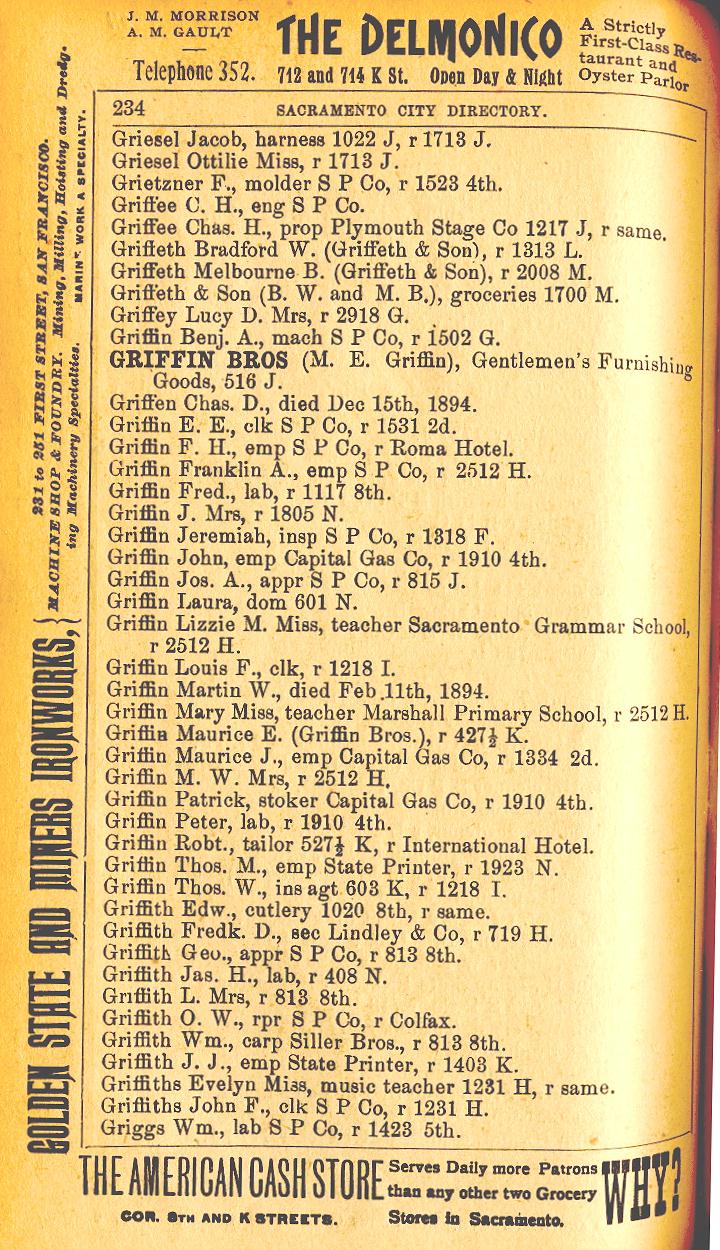 J. M. MORRISON
A. M. GAULT
Telephone 352.
THE DELMONICO
712 and 714 K St. Open Day & Night
A Strictly
First-Class Res-
taurant and
Oyster Parlor
234 SACRAMENTO CITY DIRECTORY.
Griesel Jacob, harness 1022 J, r 1713 J.
Griesel Ottilie Miss, r 1713 J.
Grietzner F., molder S P Co, r 1523 4th.
Griffee C. H., eng S P Co.
Griffee Chas. H., prop Plymouth Stage Co 1217 J, r same.
Griffeth Bradford W. (Griffeth & Son), r 1313 L.
Griffeth Melbourne B. (Griffeth & Son), r 2008 M.
Griffeth & Son (B. W. and M. B.), groceries 1700 M.
Griffey Lucy D. Mrs, r 2918 G.
Griffin Benj. A., mach S P Co, r 1502 G.
GRIFFIN BROS (M. E. Griffin), Gentlemen's Furnishing
Goods, 516 J.
Griffen Chas. D., died Dec 15th, 1894.
Griffin E. E., clk S P Co, r 1531 2d.
Griffin F. H., emp S P Co, r Roma Hotel.
Griffin Franklin A., emp S P Co, r 2512 H.
Griffin Fred., lab, r 1117 8th.
Griffin J. Mrs, r 1805 N.
Griffin Jeremiah, insp S P Co, r 1318 F.
Griffin John, emp Capital Gas Co, r 1910 4th.
Griffin Jos. A., appr S P Co, r 815 J.
Griffin Laura, dom 601 N.
Griffin Lizzie M. Miss, teacher Sacramento Grammar School,
r 2512 H.
Griffin Louis F., clk, r 1218 I.
Griffin Martin W., died Feb 11th, 1894.
Griffin Mary Miss, teacher Marshall Primary School, r 2512 H.
Griffin Maurice E. (Griffin Bros.), r 427½ K.
Griffin Maurice J., emp Capital Gas Co, r 1334 2d.
Griffin M. W. Mrs, r 2512 H.
Griffin Patrick, stoker Capital Gas Co, r 1910 4th.
Griffin Peter, lab, r 1910 4th.
Griffin Robt., tailor 527½ K, r International Hotel.
Griffin Thos. M., emp State Printer, r 1923 N.
Griffin Thos. W., ins agt 603 K, r 1218 I.
Griffith Edw., cutlery 1020 8th, r same.
Griffith Fredk. D., sec Lindley & Co, r 719 H.
Griffith Geo., appr S P Co, r 813 8th.
Griffith Jas. H., lab, r 408 N.
Griffith L. Mrs, r 813 8th.
Griffith O. W., rpr S P Co, r Colfax.
Griffith Wm., carp Siller Bros., r 813 8th.
Griffith J. J., emp State Printer, r 1403 K.
Griffiths Evelyn Miss, music teacher 1231 H, r same.
Griffiths John F., clk S P Co, r 1231 H.
Griggs Wm., lab S P Co, r 1423 5th.
GOLDEN STATE AND MINERS IRONWORKS,
231 to 251 FIRST STREET, SAN FRANCISCO.
MACHINE SHOP & FOUNDRY. Mining, Milling, Hoisting and Dredg-
ing Machinery Specialties. MARINE WORK A SPECIALTY.
THE AMERICAN CASH STORE
COR. 8TH AND K STREETS.
Serves Daily more Patrons
than any other two Grocery
Stores in Sacramento.
WHY?